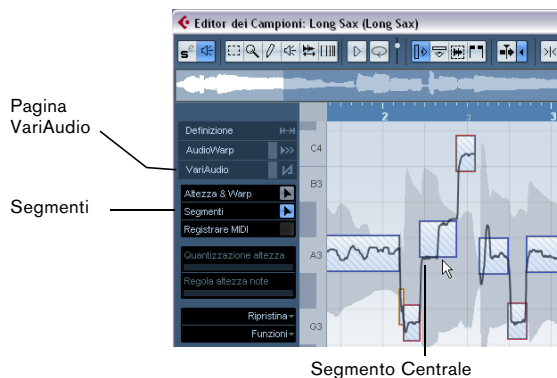 Editor dei Campioni: Long Sax (Long Sax)
2
3
3
Pagina
VariAudio
Definizione
AudioWarp
VariAudio
Segmenti
Altezza & Warp
Segmenti
Registrare MIDI
Quantizzazione altezza
Regola altezza note
Ripristina
Funzioni
C4
B3
A3
G3
Segmento Centrale